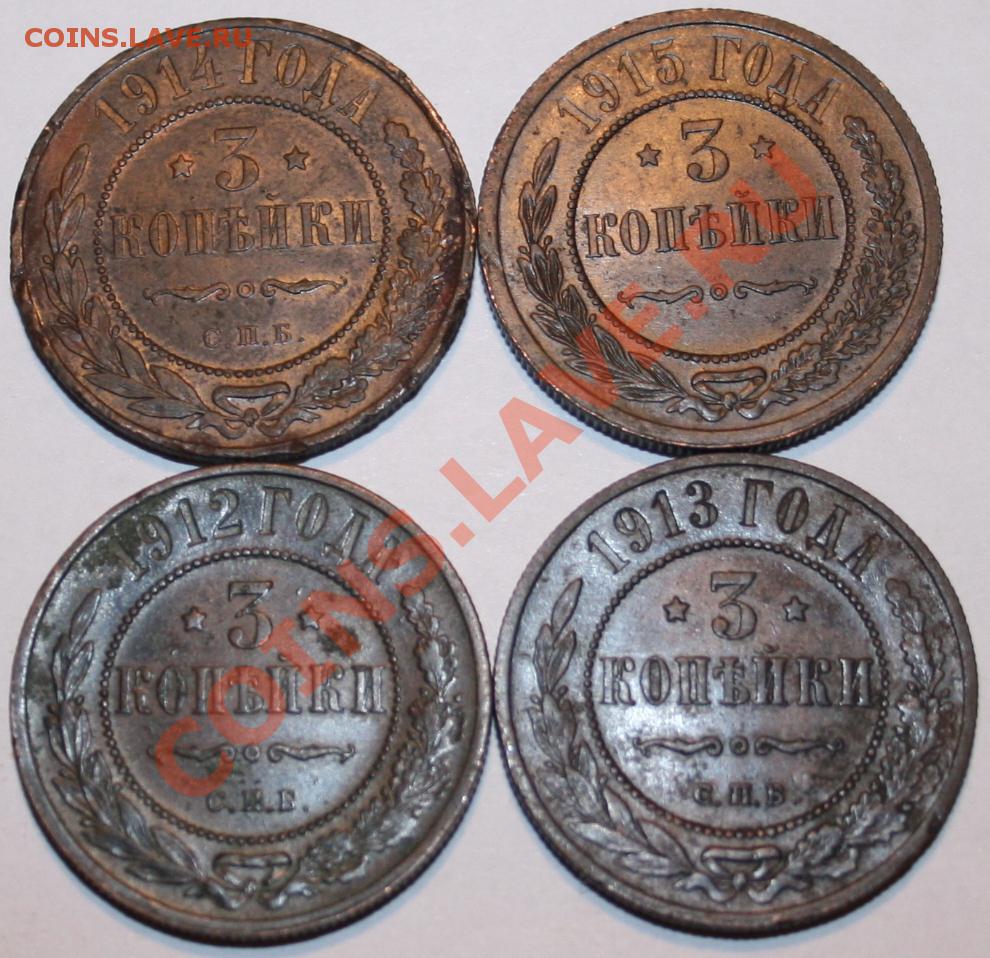 COINS.LAVE.RU
1914 ГОДА
3
КОПѢЙКИ
С.П.Б.
1915 ГОДА
3
КОПѢЙКИ
1912 ГОДА
3
КОПѢЙКИ
С.П.Б.
1913 ГОДА
3
КОПѢЙКИ
С.П.Б.
COINS.LAVE.RU